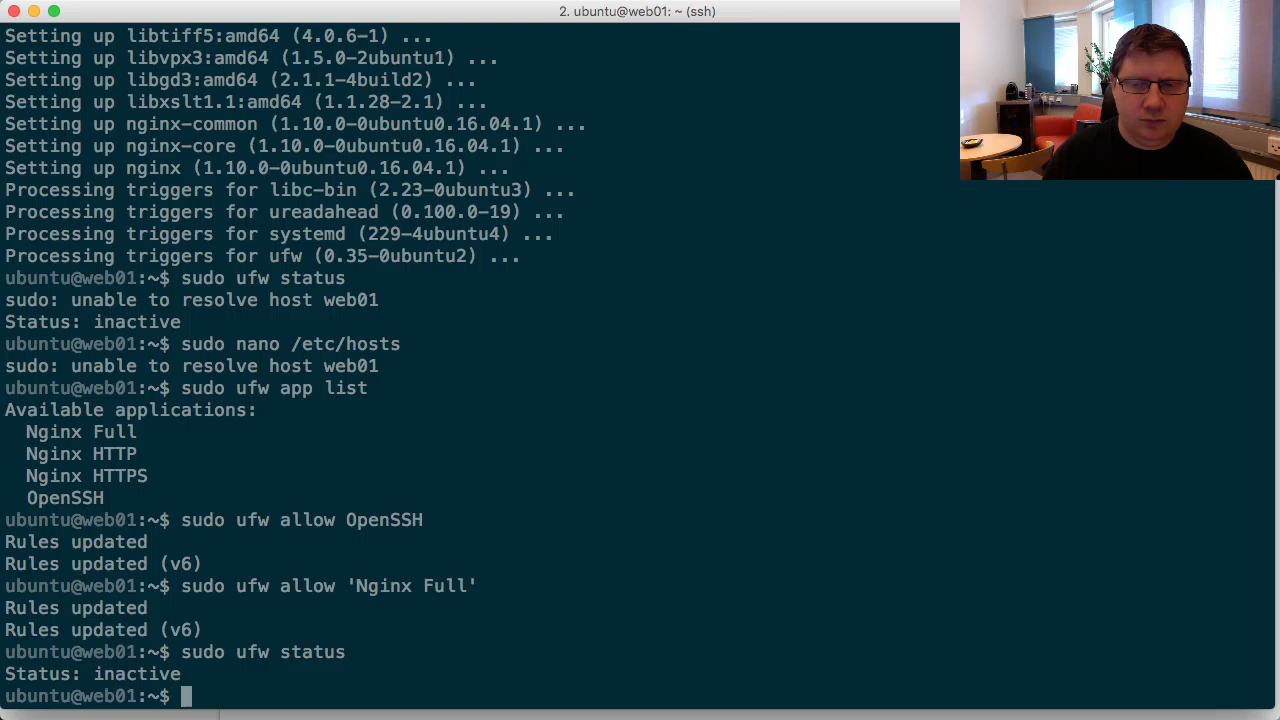 2. ubuntu@web01: ~ (ssh)
Setting up libtiff5:amd64 (4.0.6-1) ...
Setting up libvpx3:amd64 (1.5.0-2ubuntu1) ...
Setting up libgd3:amd64 (2.1.1-4build2) ...
Setting up libxslt1.1:amd64 (1.1.28-2.1) ...
Setting up nginx-common (1.10.0-0ubuntu0.16.04.1) ...
Setting up nginx-core (1.10.0-0ubuntu0.16.04.1) ...
Setting up nginx (1.10.0-0ubuntu0.16.04.1) ...
Processing triggers for libc-bin (2.23-0ubuntu3) ...
Processing triggers for ureadahead (0.100.0-19) ...
Processing triggers for systemd (229-4ubuntu4) ...
Processing triggers for ufw (0.35-0ubuntu2) ...
ubuntu@web01:~$ sudo ufw status
sudo: unable to resolve host web01
Status: inactive
ubuntu@web01:~$ sudo nano /etc/hosts
sudo: unable to resolve host web01
ubuntu@web01:~$ sudo ufw app list
Available applications:
  Nginx Full
  Nginx HTTP
  Nginx HTTPS
  OpenSSH
ubuntu@web01:~$ sudo ufw allow OpenSSH
Rules updated
Rules updated (v6)
ubuntu@web01:~$ sudo ufw allow 'Nginx Full'
Rules updated
Rules updated (v6)
ubuntu@web01:~$ sudo ufw status
Status: inactive
ubuntu@web01:~$